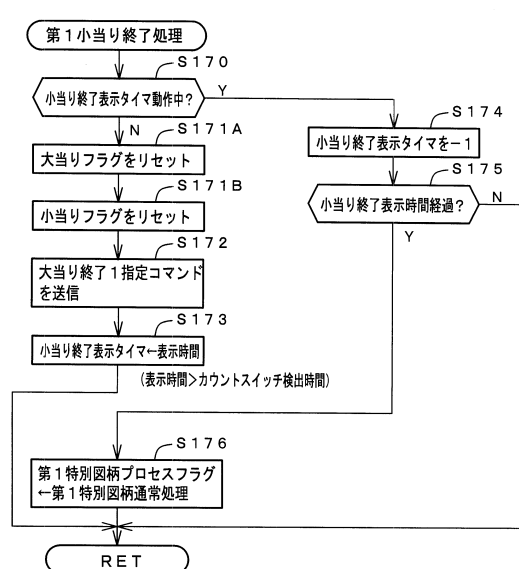 第1小当り終了処理
S170
小当り終了表示タイマ動作中?
Y
N
S171A
大当りフラグをリセット
S171B
小当りフラグをリセット
S172
大当り終了1指定コマンド
を送信
S173
小当り終了表示タイマ←表示時間
(表示時間>カウントスイッチ検出時間)
S174
小当り終了表示タイマを-1
S175
小当り終了表示時間経過?
N
Y
S176
第1特別図柄プロセスフラグ
←第1特別図柄通常処理
RET